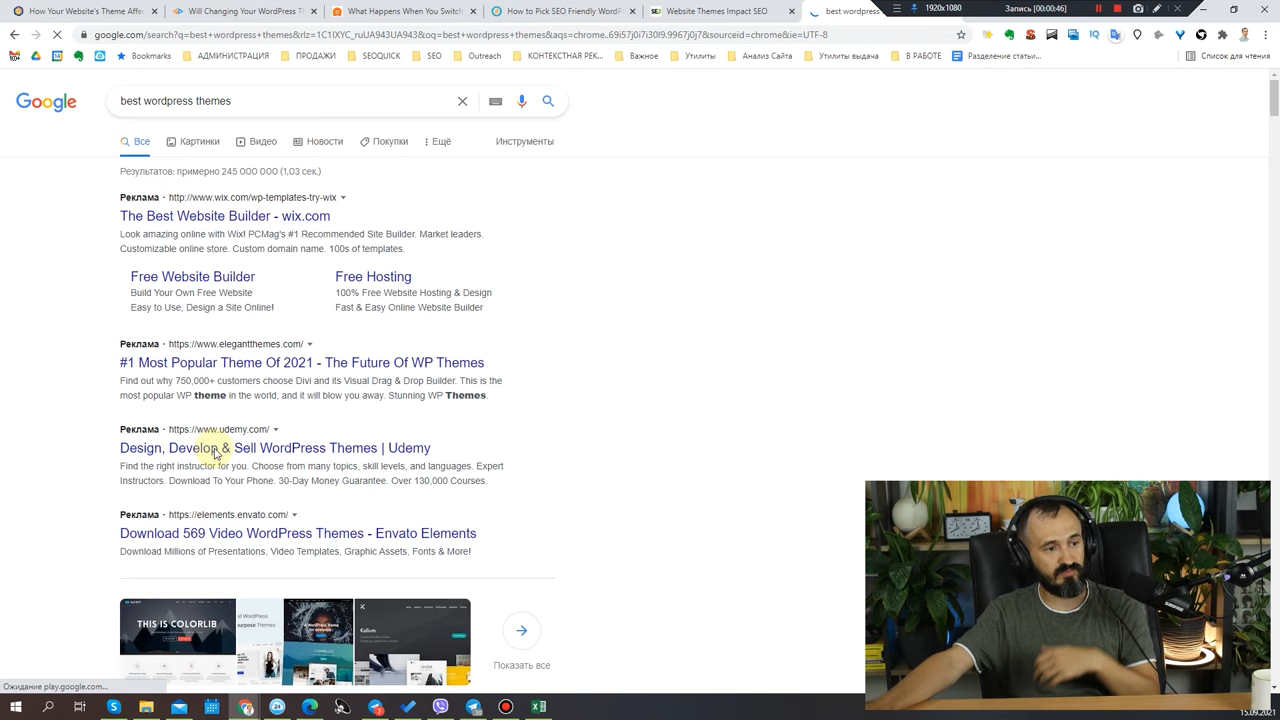 How Your Website's Theme Affec
Will Changing Your WordPress Th
What Happens When You Switch
How to Pick SEO Friendly WordPr
Website Themes Impact SEO
best wordpress
1920x1080
Запись [00:00:46]
google.com/search?q=best+wordpress+themes&rlz=1C1IXYC_ruUA943UA943&oq=best+wordpress+themes&aqs=chrome..69i57j0i7i30l9.9967j0j7&sourceid=chrome&ie=UTF-8
Bookmarks
АДМИНИСТРАЦИЯ
ПРОДАЖИ
SEOQUICK
SEO
Outreach
КОНТЕКСТНАЯ РЕК...
Важное
Утилиты
Анализ Сайта
Утилиты выдача
В РАБОТЕ
Разделение статьи...
Список для чтения
Google
best wordpress themes
Все
Картинки
Видео
Новости
Покупки
Ещё
Инструменты
Результатов: примерно 245 000 000 (1,03 сек.)
Реклама · http://www.wix.com/wp-templates-try-wix
The Best Website Builder - wix.com
Look amazing online with Wix! PCMag's #1 Recommended Site Builder. Market leaders.
Customizable online store. Custom domain name. 100s of templates.
Free Website Builder
Free Hosting
Build Your Own Free Website
100% Free Website Hosting & Design
Easy to Use, Design a Site Online!
Fast & Easy Online Website Builder
Реклама · https://www.elegantthemes.com/
#1 Most Popular Theme Of 2021 - The Future Of WP Themes
Find out why 750,000+ customers choose Divi and its Visual Drag & Drop Builder. This is the
most popular WP theme in the world, and it will blow you away. Stunning WP Themes.
Реклама · https://www.udemy.com/
Design, Develop & Sell WordPress Themes | Udemy
Find the right instructor for you. Choose from many topics, skill levels, and languages. Expert
Instructors. Download To Your Phone. 30-Day Money Guarantee. Over 130,000 Courses.
Реклама · https://elements.envato.com/
Download 569 Video WordPress Themes - Envato Elements
Download Millions of Presentations, Video Templates, Graphic Assets, Fonts & More!
THIS IS COLORLIB
Kalium
Показать все
Ожидание play.google.com...
15.09.2021